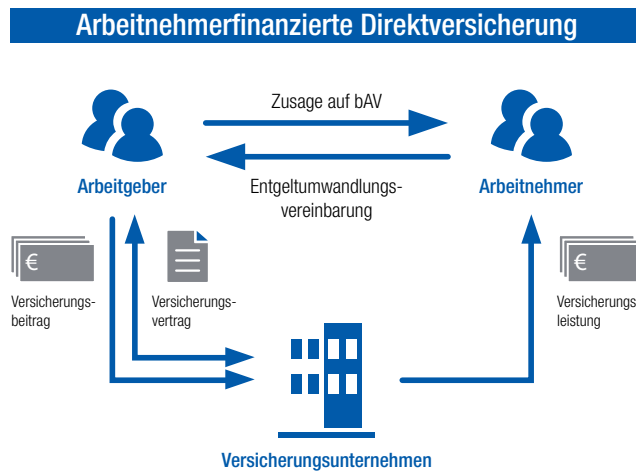 Arbeitnehmerfinanzierte Direktversicherung
Zusage auf bAV
Arbeitgeber
Entgeltumwandlungs-
vereinbarung
Arbeitnehmer
€
Versicherungs-
beitrag
Versicherungs-
vertrag
€
Versicherungs
leistung
Versicherungsunternehmen